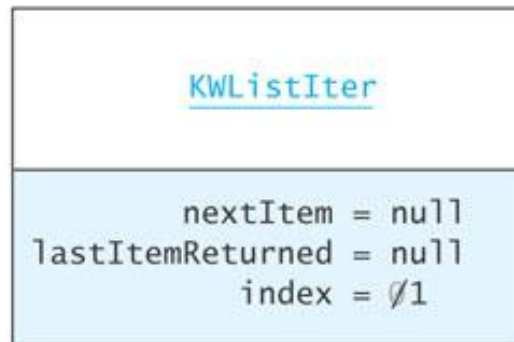 KWListIter
nextItem = null
lastItemReturned = null
index = 01